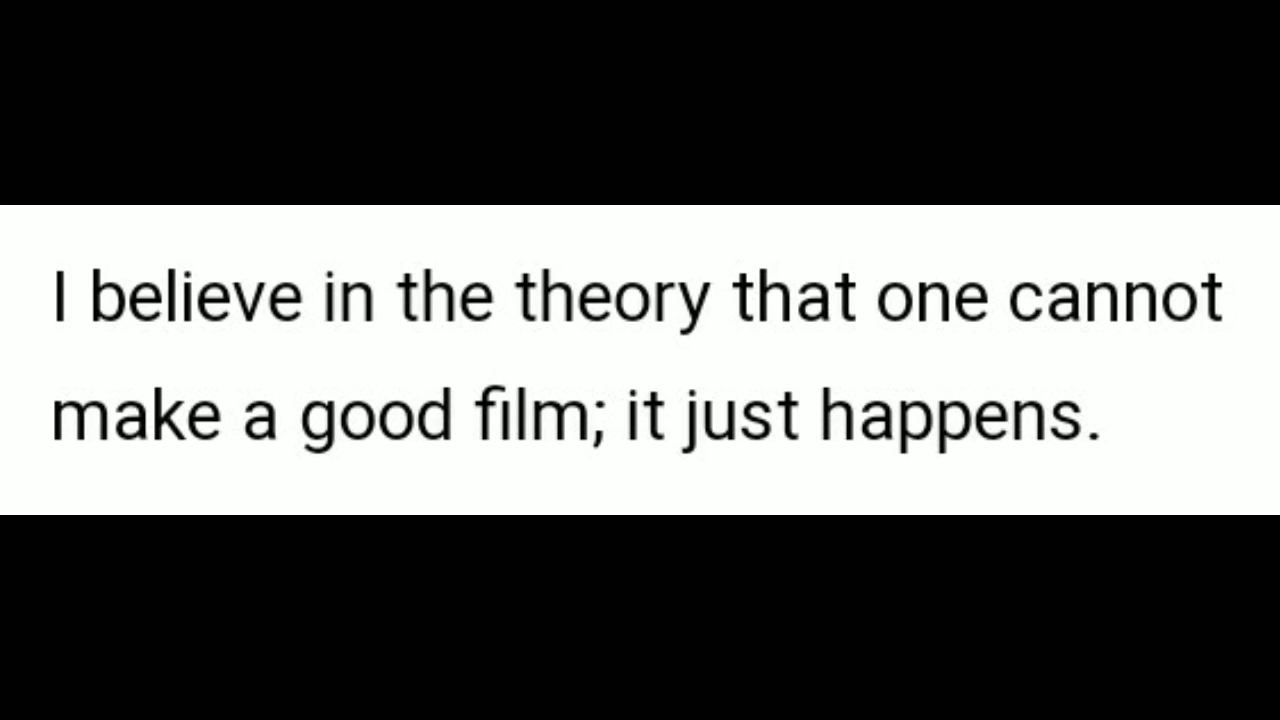 I believe in the theory that one cannot
make a good film; it just happens.